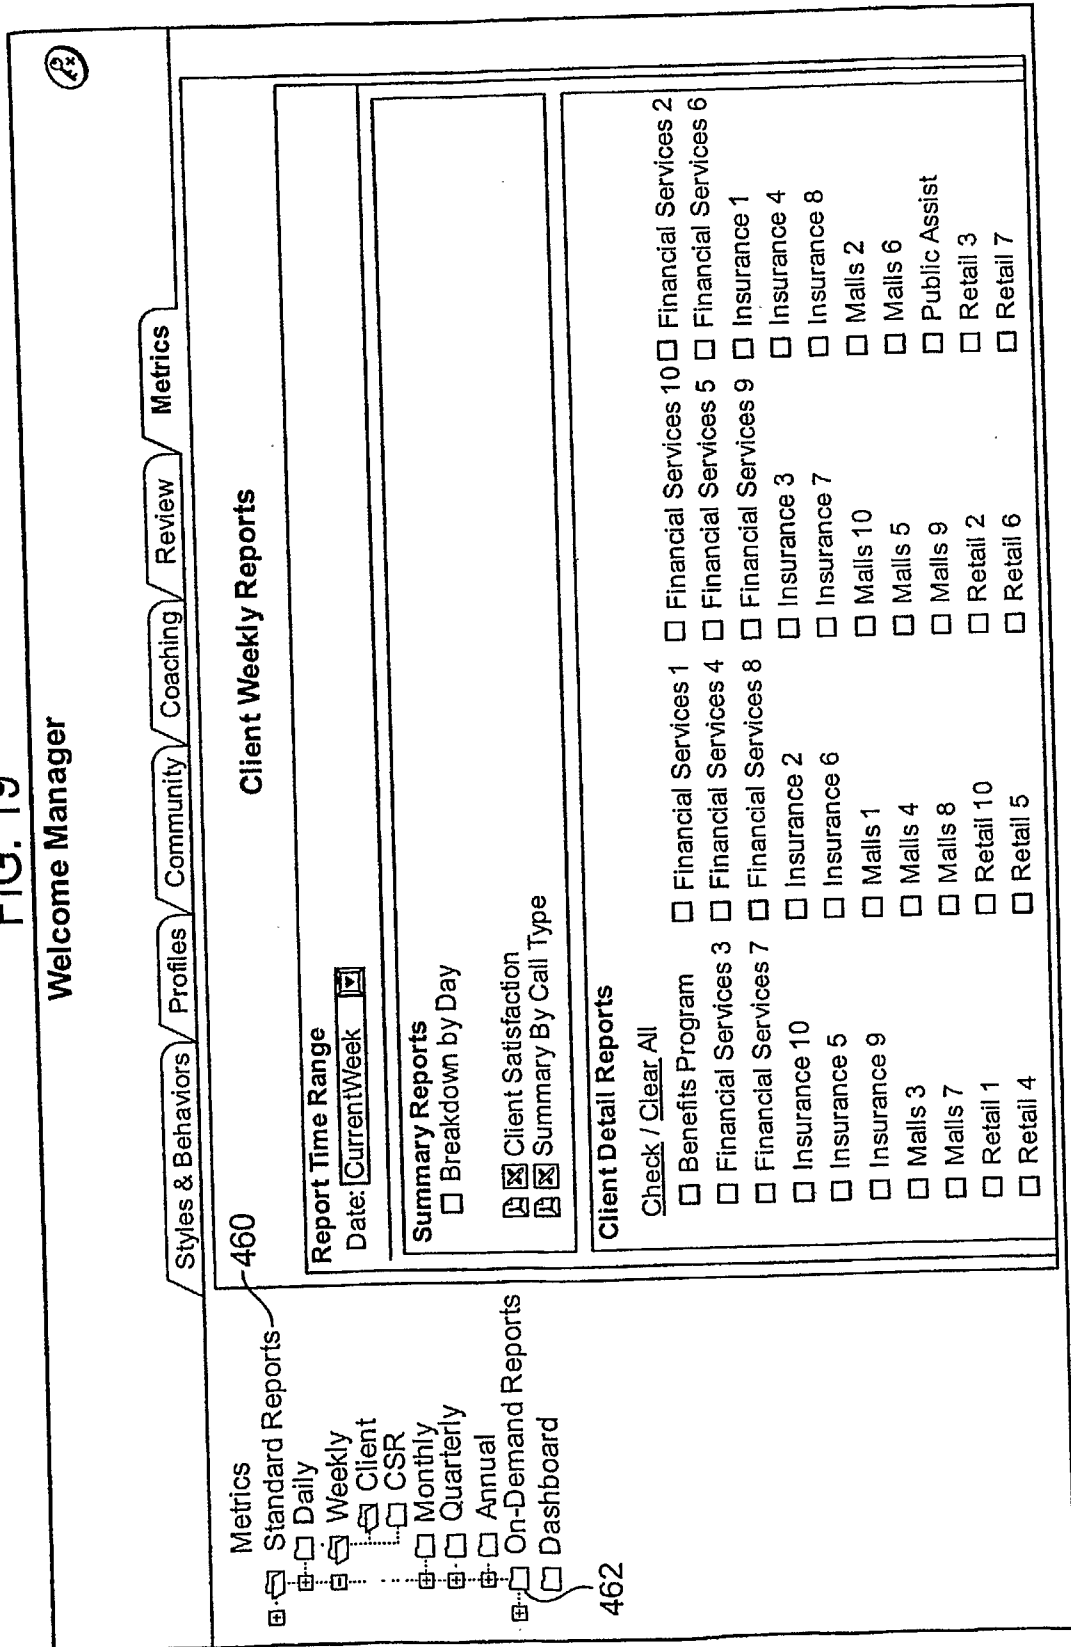 FIG. 19
Welcome Manager
Styles & Behaviors
Profiles
Community
Coaching
Review
Metrics
Metrics
Standard Reports
460
Daily
Weekly
Client
CSR
Monthly
Quarterly
Annual
On-Demand Reports
Dashboard
462
Client Weekly Reports
Report Time Range
Date: CurrentWeek
Summary Reports
Breakdown by Day
Client Satisfaction
Summary By Call Type
Client Detail Reports
Check / Clear All
Benefits Program Financial Services 1 Financial Services 10 Financial Services 2
Financial Services 3 Financial Services 4 Financial Services 5 Financial Services 6
Financial Services 7 Financial Services 8 Financial Services 9 Insurance 1
Insurance 10 Insurance 2 Insurance 3 Insurance 4
Insurance 5 Insurance 6 Insurance 7 Insurance 8
Insurance 9 Malls 1 Malls 10 Malls 2
Malls 3 Malls 4 Malls 5 Malls 6
Malls 7 Malls 8 Malls 9 Public Assist
Retail 1 Retail 10 Retail 2 Retail 3
Retail 4 Retail 5 Retail 6 Retail 7